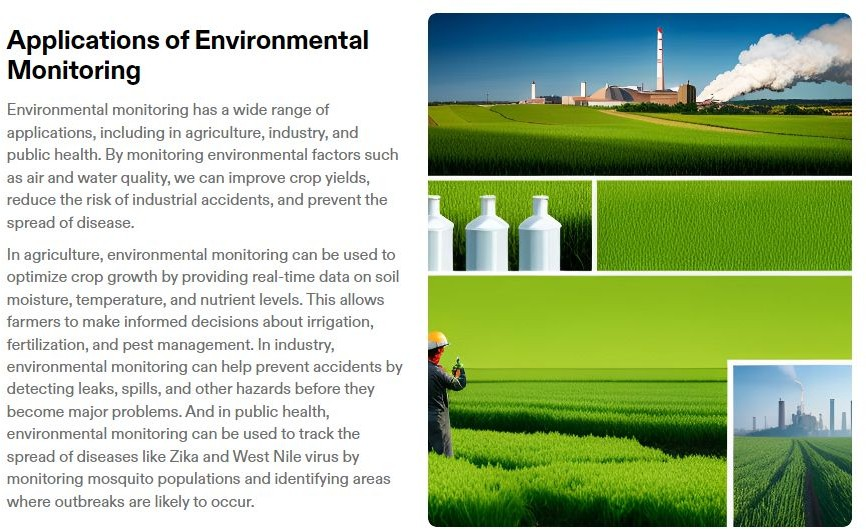 Applications of Environmental
Monitoring
Environmental monitoring has a wide range of
applications, including in agriculture, industry, and
public health. By monitoring environmental factors such
as air and water quality, we can improve crop yields,
reduce the risk of industrial accidents, and prevent the
spread of disease.
In agriculture, environmental monitoring can be used to
optimize crop growth by providing real-time data on soil
moisture, temperature, and nutrient levels. This allows
farmers to make informed decisions about irrigation,
fertilization, and pest management. In industry,
environmental monitoring can help prevent accidents by
detecting leaks, spills, and other hazards before they
become major problems. And in public health,
environmental monitoring can be used to track the
spread of diseases like Zika and West Nile virus by
monitoring mosquito populations and identifying areas
where outbreaks are likely to occur.